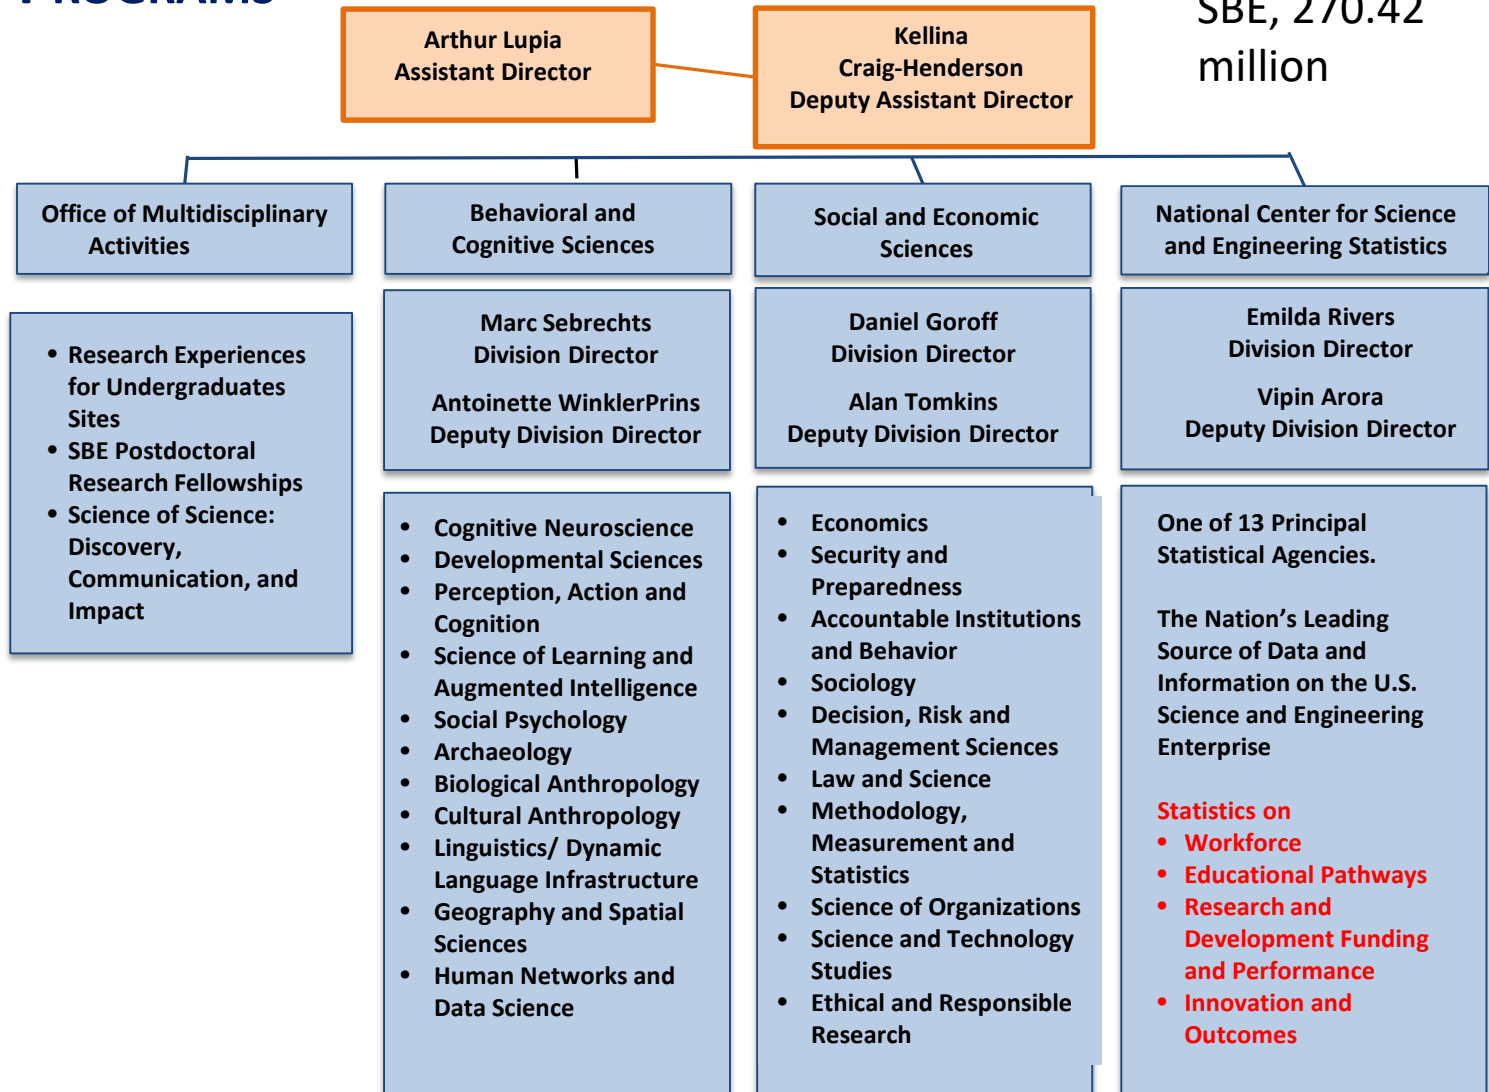 PROGRAMS
SBE, 270.42
million
Arthur Lupia
Assistant Director
Kellina
Craig-Henderson
Deputy Assistant Director
Office of Multidisciplinary
Activities
• Research Experiences
for Undergraduates
Sites
• SBE Postdoctoral
Research Fellowships
• Science of Science:
Discovery,
Communication, and
Impact
Behavioral and
Cognitive Sciences
Marc Sebrechts
Division Director
Antoinette WinklerPrins
Deputy Division Director
• Cognitive Neuroscience
• Developmental Sciences
• Perception, Action and
Cognition
• Science of Learning and
Augmented Intelligence
• Social Psychology
• Archaeology
• Biological Anthropology
• Cultural Anthropology
• Linguistics/ Dynamic
Language Infrastructure
• Geography and Spatial
Sciences
• Human Networks and
Data Science
Social and Economic
Sciences
Daniel Goroff
Division Director
Alan Tomkins
Deputy Division Director
• Economics
• Security and
Preparedness
• Accountable Institutions
and Behavior
• Sociology
• Decision, Risk and
Management Sciences
• Law and Science
• Methodology,
Measurement and
Statistics
• Science of Organizations
• Science and Technology
Studies
• Ethical and Responsible
Research
National Center for Science
and Engineering Statistics
Emilda Rivers
Division Director
Vipin Arora
Deputy Division Director
One of 13 Principal
Statistical Agencies.
The Nation’s Leading
Source of Data and
Information on the U.S.
Science and Engineering
Enterprise
Statistics on
• Workforce
• Educational Pathways
• Research and
Development Funding
and Performance
• Innovation and
Outcomes